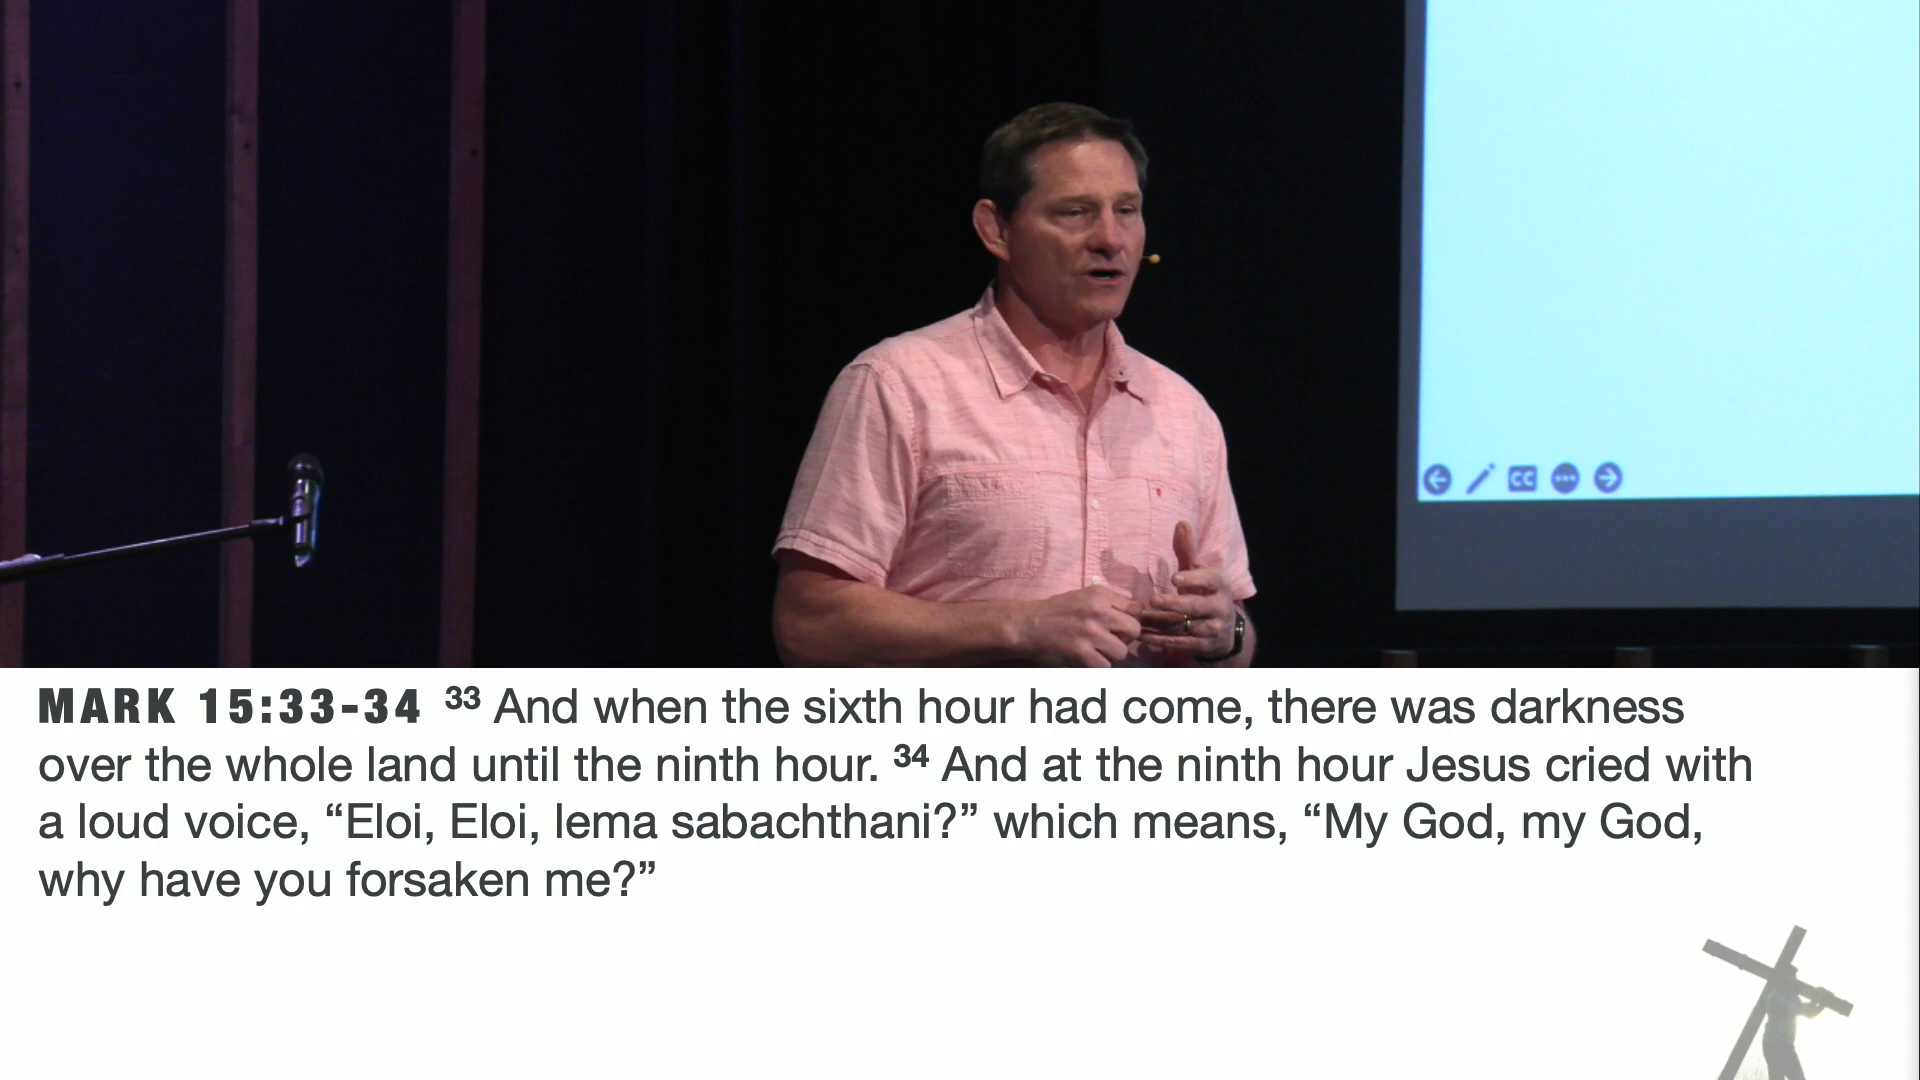 CC
MARK 15:33-34 ³³ And when the sixth hour had come, there was darkness
over the whole land until the ninth hour. ³⁴ And at the ninth hour Jesus cried with
a loud voice, “Eloi, Eloi, lema sabachthani?” which means, “My God, my God,
why have you forsaken me?”